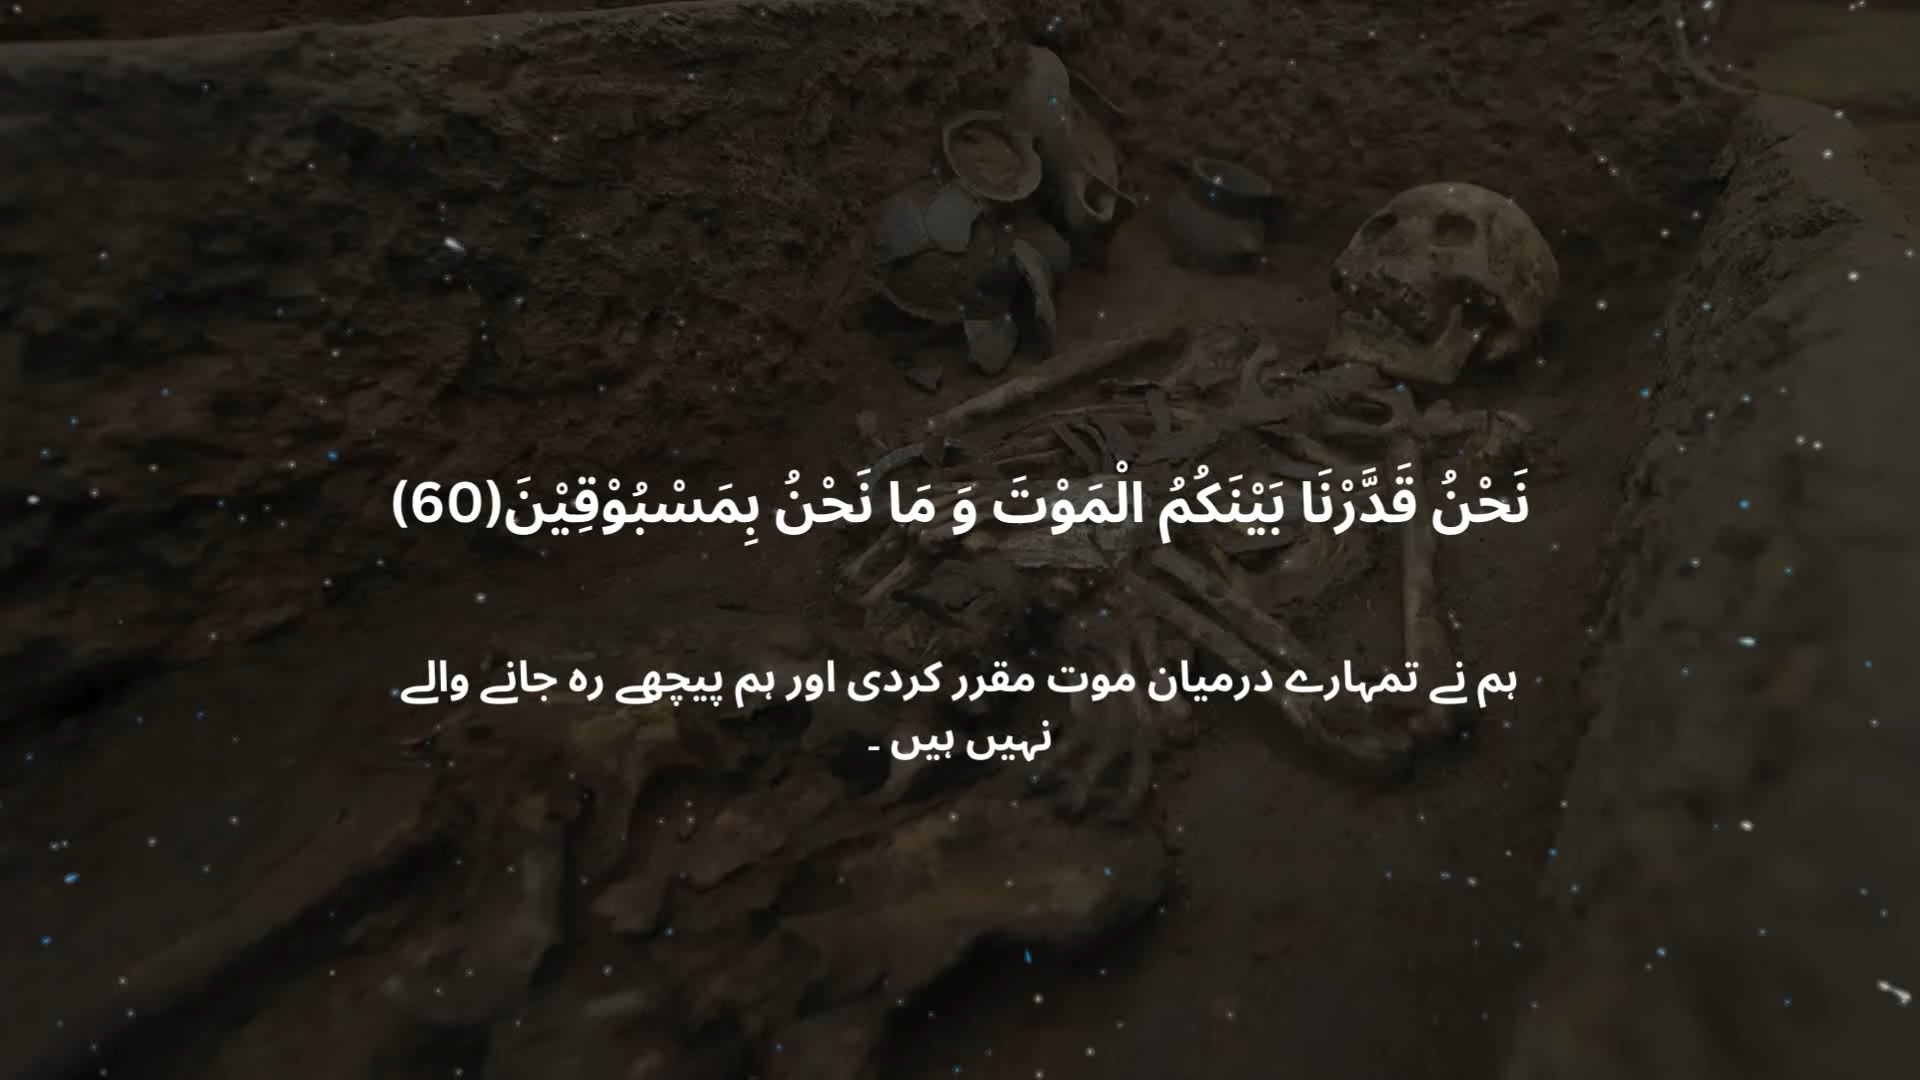 نَحْنُ قَدَّرْنَا بَيْنَكُمُ الْمَوْتَ وَ مَا نَحْنُ بِمَسْبُوْقِيْنَ(60)
ہم نے تمہارے درمیان موت مقرر کردی اور ہم پیچھے رہ جانے والے
نہیں ہیں ۔